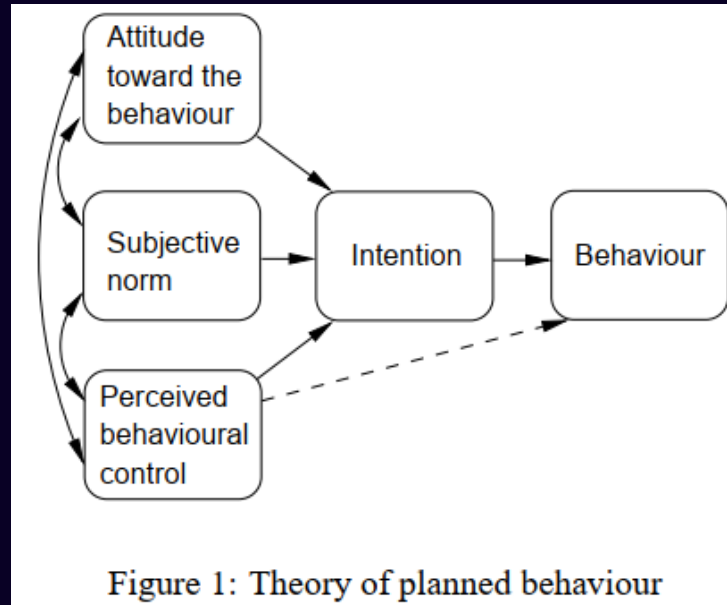 Attitude
toward the
behaviour
Subjective
norm
Intention
Behaviour
Perceived
behavioural
control
Figure 1: Theory of planned behaviour